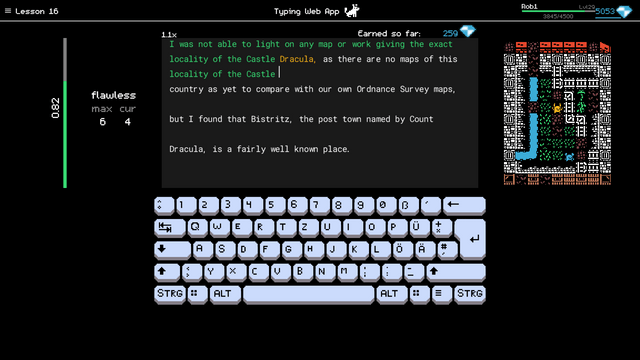 ≡ Lesson 16
Typing Web App
Rob1
Lv.29
3845/4500
5053
1.1x
Earned so far: 259
I was not able to light on any map or work giving the exact
locality of the Castle Dracula, as there are no maps of this
locality of the Castle
country as yet to compare with our own Ordnance Survey maps,
but I found that Bistritz, the post town named by Count
Dracula, is a fairly well known place.
0.82
flawless
max cur
6 4
1 2 3 4 5 6 7 8 9 0 ß ´ ←
Q W E R T Z U I O P Ü
A S D F G H J K L Ö Ä
Y X C V B N M
STRG ALT ALT STRG